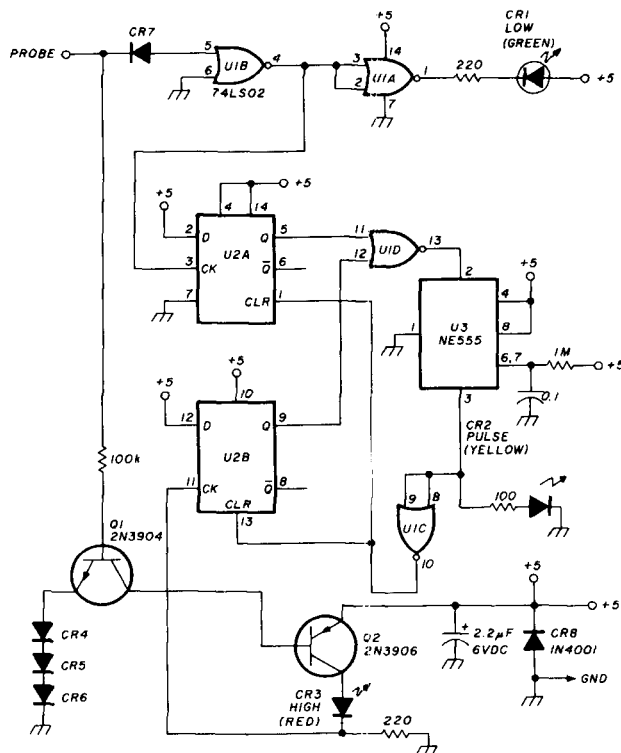 PROBE
CR7
5
6
U1B
4
74LS02
+5
14
3
2
U1A
1
7
220
CR1
LOW
(GREEN)
+5
+5
+5
4
14
2
D
Q
5
U2A
3
CK
Q̅
6
7
CLR
1
11
12
U1D
13
2
+5
4
8
1
U3
NE555
6,7
1M
+5
3
0.1
+5
+5
10
12
D
Q
9
U2B
11
CK
Q̅
8
CLR
13
CR2
PULSE
(YELLOW)
9
8
U1C
10
100
100k
Q1
2N3904
CR4
CR5
CR6
Q2
2N3906
CR3
HIGH
(RED)
220
+
2.2µF
6VDC
+5
+5
CR8
1N4001
GND